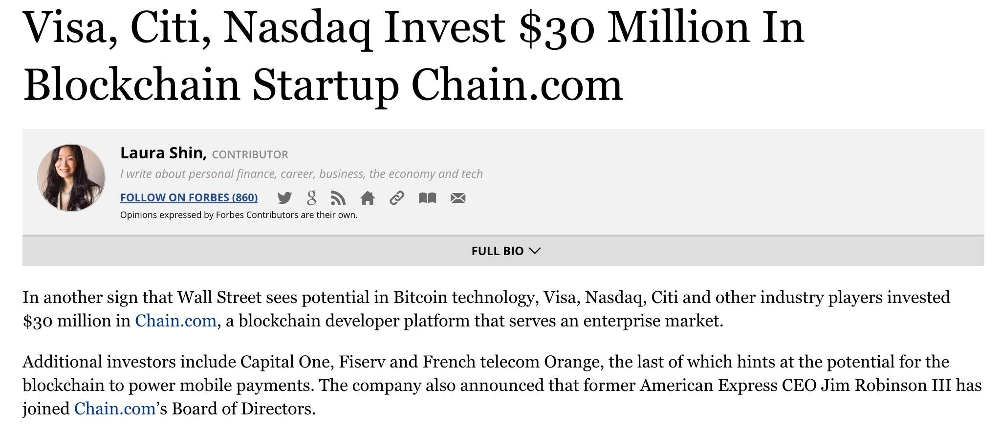 Visa, Citi, Nasdaq Invest $30 Million In
Blockchain Startup Chain.com
Laura Shin, CONTRIBUTOR
I write about personal finance, career, business, the economy and tech
FOLLOW ON FORBES (860)
Opinions expressed by Forbes Contributors are their own.
FULL BIO
In another sign that Wall Street sees potential in Bitcoin technology, Visa, Nasdaq, Citi and other industry players invested
$30 million in Chain.com, a blockchain developer platform that serves an enterprise market.
Additional investors include Capital One, Fiserv and French telecom Orange, the last of which hints at the potential for the
blockchain to power mobile payments. The company also announced that former American Express CEO Jim Robinson III has
joined Chain.com’s Board of Directors.